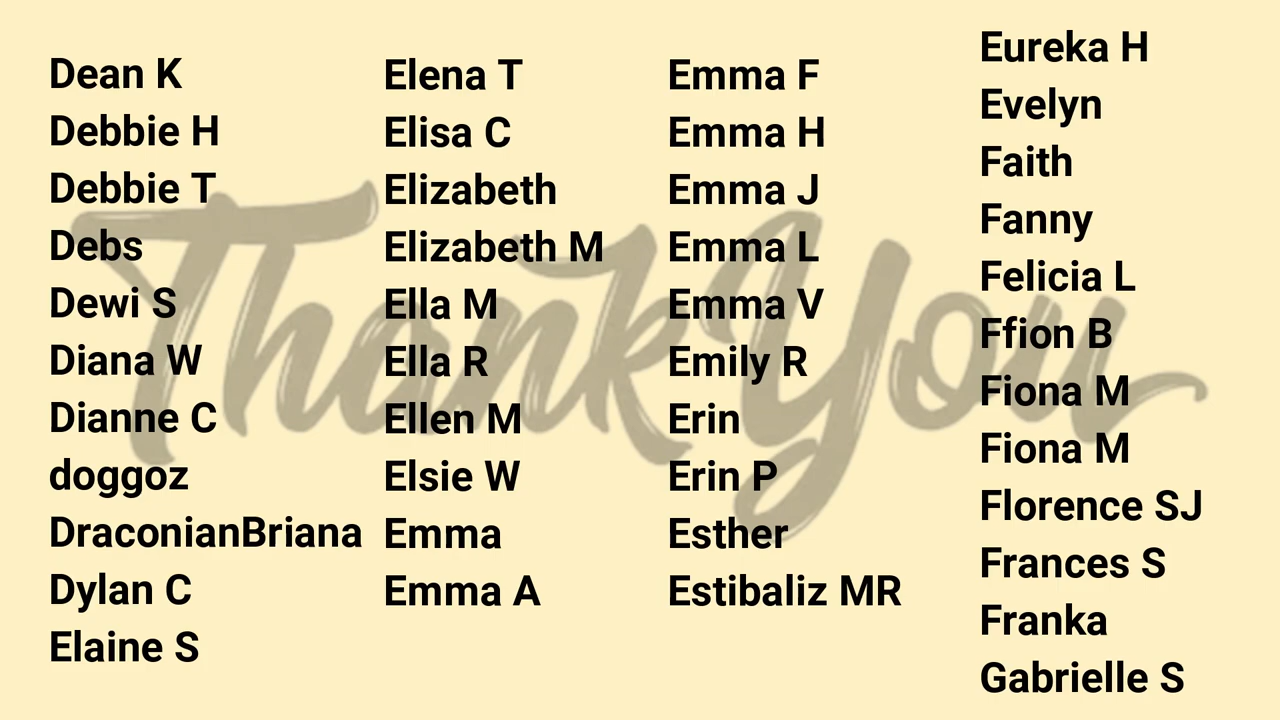 Thank You
Dean K
Debbie H
Debbie T
Debs
Dewi S
Diana W
Dianne C
doggoz
DraconianBriana
Dylan C
Elaine S
Elena T
Elisa C
Elizabeth
Elizabeth M
Ella M
Ella R
Ellen M
Elsie W
Emma
Emma A
Emma F
Emma H
Emma J
Emma L
Emma V
Emily R
Erin
Erin P
Esther
Estibaliz MR
Eureka H
Evelyn
Faith
Fanny
Felicia L
Ffion B
Fiona M
Fiona M
Florence SJ
Frances S
Franka
Gabrielle S